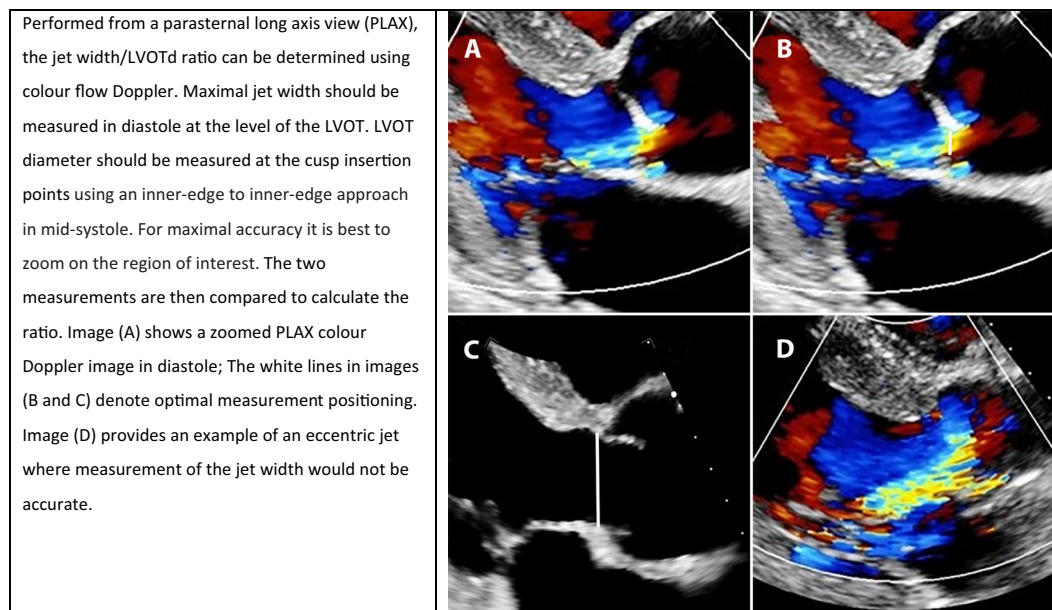 Performed from a parasternal long axis view (PLAX),
the jet width/LVOTd ratio can be determined using
colour flow Doppler. Maximal jet width should be
measured in diastole at the level of the LVOT. LVOT
diameter should be measured at the cusp insertion
points using an inner-edge to inner-edge approach
in mid-systole. For maximal accuracy it is best to
zoom on the region of interest. The two
measurements are then compared to calculate the
ratio. Image (A) shows a zoomed PLAX colour
Doppler image in diastole; The white lines in images
(B and C) denote optimal measurement positioning.
Image (D) provides an example of an eccentric jet
where measurement of the jet width would not be
accurate.
A
B
C
D